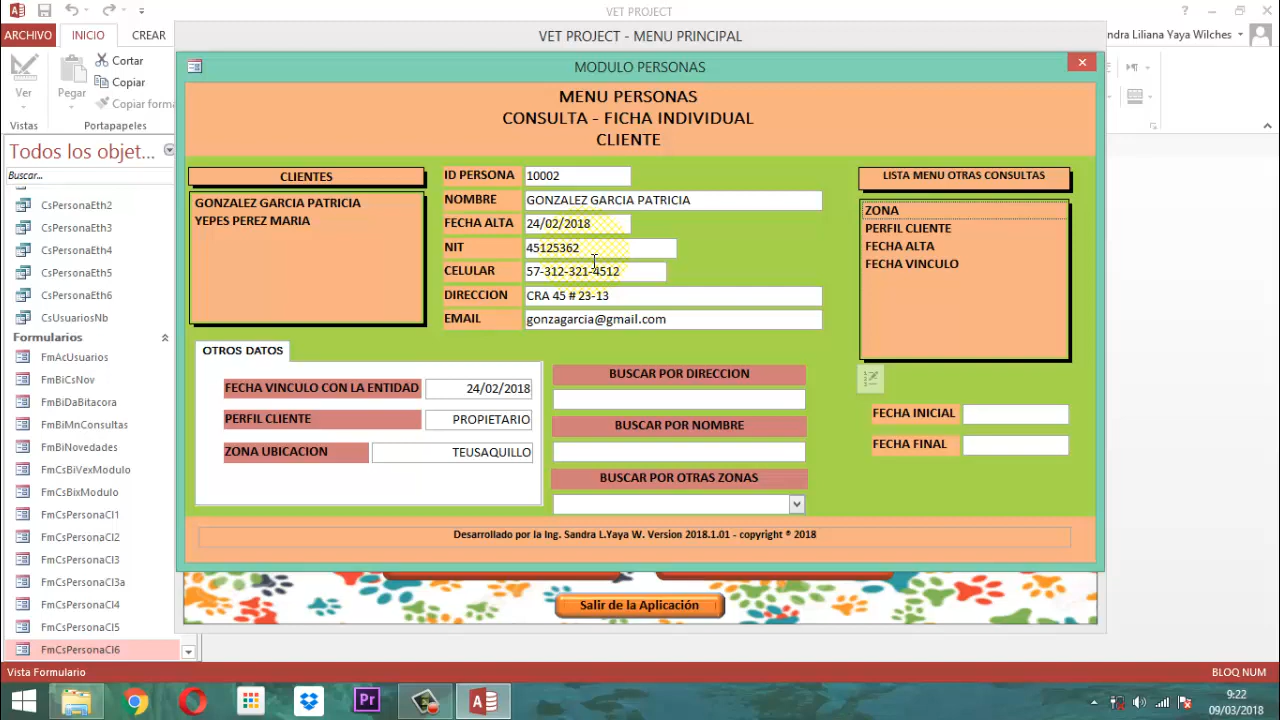 VET PROJECT
ARCHIVO
INICIO
CREAR
ndra Liliana Yaya Wilches
Ver
Pegar
Cortar
Copiar
Copiar forma
Vistas
Portapapeles
Todos los objet...
Buscar...
CsPersonaEth2
CsPersonaEth3
CsPersonaEth4
CsPersonaEth5
CsPersonaEth6
CsUsuariosNb
Formularios
FmAcUsuarios
FmBiCsNov
FmBiDaBitacora
FmBiMnConsultas
FmBiNovedades
FmCsBiVexModulo
FmCsBixModulo
FmCsPersonaCl1
FmCsPersonaCl2
FmCsPersonaCl3
FmCsPersonaCl3a
FmCsPersonaCl4
FmCsPersonaCl5
FmCsPersonaCl6
VET PROJECT - MENU PRINCIPAL
MODULO PERSONAS
MENU PERSONAS
CONSULTA - FICHA INDIVIDUAL
CLIENTE
CLIENTES
GONZALEZ GARCIA PATRICIA
YEPES PEREZ MARIA
ID PERSONA 10002
NOMBRE GONZALEZ GARCIA PATRICIA
FECHA ALTA 24/02/2018
NIT 45125362
CELULAR 57-312-321-4512
DIRECCION CRA 45 # 23-13
EMAIL gonzagarcia@gmail.com
LISTA MENU OTRAS CONSULTAS
ZONA
PERFIL CLIENTE
FECHA ALTA
FECHA VINCULO
OTROS DATOS
FECHA VINCULO CON LA ENTIDAD 24/02/2018
PERFIL CLIENTE PROPIETARIO
ZONA UBICACION TEUSAQUILLO
BUSCAR POR DIRECCION
BUSCAR POR NOMBRE
BUSCAR POR OTRAS ZONAS
FECHA INICIAL
FECHA FINAL
Desarrollado por la Ing. Sandra L.Yaya W. Version 2018.1.01 - copyright ® 2018
Salir de la Aplicación
Vista Formulario
BLOQ NUM
Pr
9:22
09/03/2018